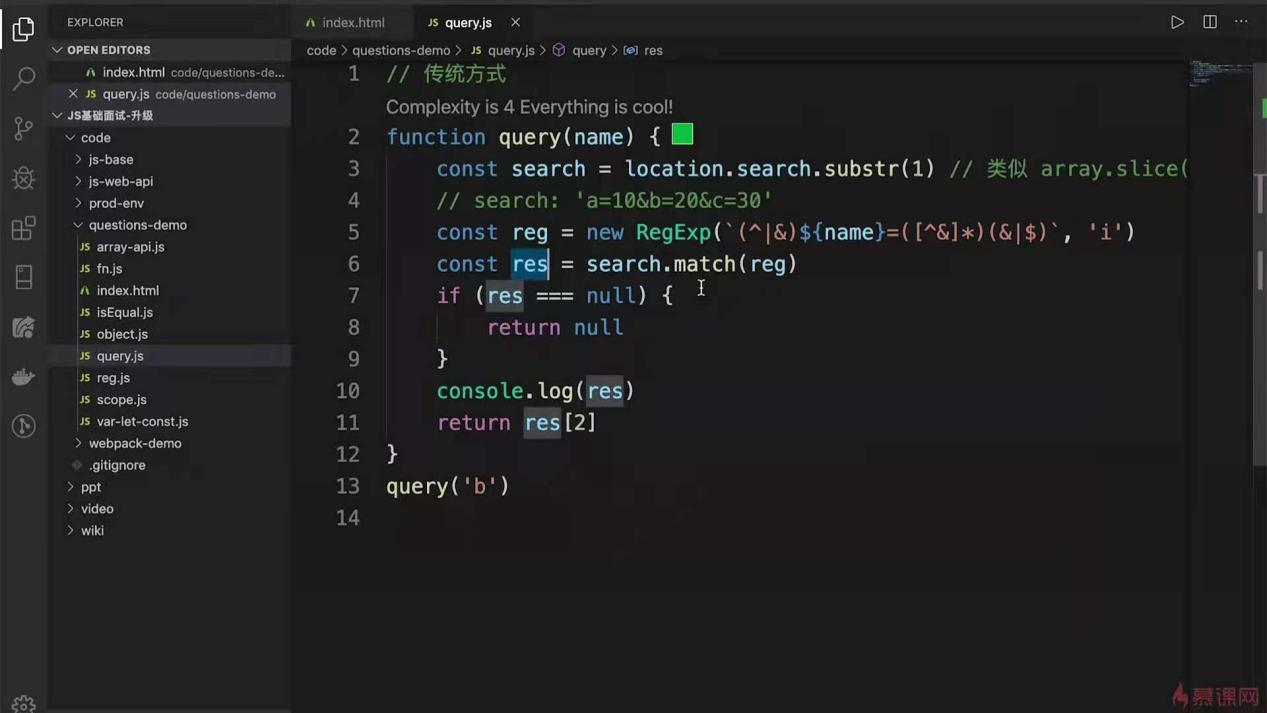 EXPLORER
OPEN EDITORS
index.html code/questions-de...
JS query.js code/questions-demo
JS基础面试-升级
code
js-base
js-web-api
prod-env
questions-demo
JS array-api.js
JS fn.js
index.html
JS isEqual.js
JS object.js
JS query.js
JS reg.js
JS scope.js
JS var-let-const.js
webpack-demo
.gitignore
ppt
video
wiki
index.html
JS query.js
code > questions-demo > JS query.js > query > res
1 // 传统方式
Complexity is 4 Everything is cool!
2 function query(name) {
3 const search = location.search.substr(1) // 类似 array.slice(
4 // search: 'a=10&b=20&c=30'
5 const reg = new RegExp(`(^|&)${name}=([^&]*)(&|$)`, 'i')
6 const res = search.match(reg)
7 if (res === null) {
8 return null
9 }
10 console.log(res)
11 return res[2]
12 }
13 query('b')
14
慕课网